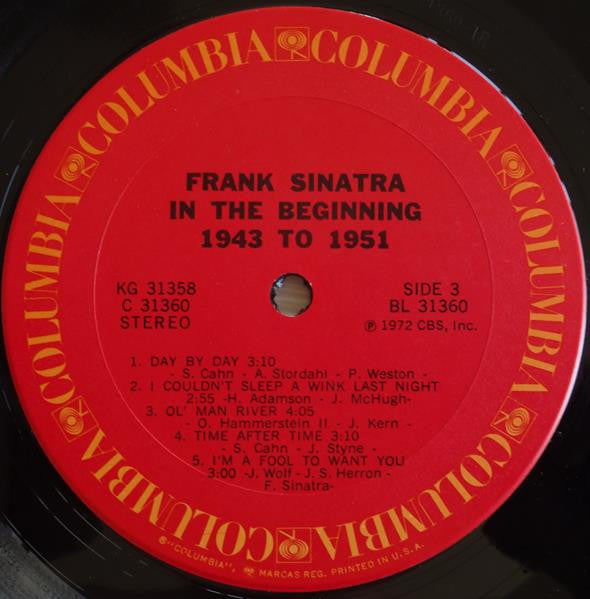 COLUMBIA COLUMBIA COLUMBIA COLUMBIA COLUMBIA COLUMBIA
FRANK SINATRA
IN THE BEGINNING
1943 TO 1951
KG 31358
C 31360
STEREO
SIDE 3
BL 31360
℗ 1972 CBS, Inc.
1. DAY BY DAY 3:10
- S. Cahn - A. Stordahl - P. Weston -
2. I COULDN'T SLEEP A WINK LAST NIGHT
2:55 -H. Adamson - J. McHugh-
3. OL' MAN RIVER 4:05
- O. Hammerstein II - J. Kern -
4. TIME AFTER TIME 3:10
- S. Cahn - J. Styne -
5. I'M A FOOL TO WANT YOU
3:00 -J. Wolf - J. S. Herron -
F. Sinatra-
®"COLUMBIA", MARCAS REG. PRINTED IN U.S.A.